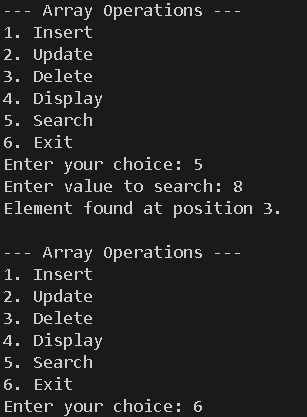 --- Array Operations ---
1. Insert
2. Update
3. Delete
4. Display
5. Search
6. Exit
Enter your choice: 5
Enter value to search: 8
Element found at position 3.

--- Array Operations ---
1. Insert
2. Update
3. Delete
4. Display
5. Search
6. Exit
Enter your choice: 6